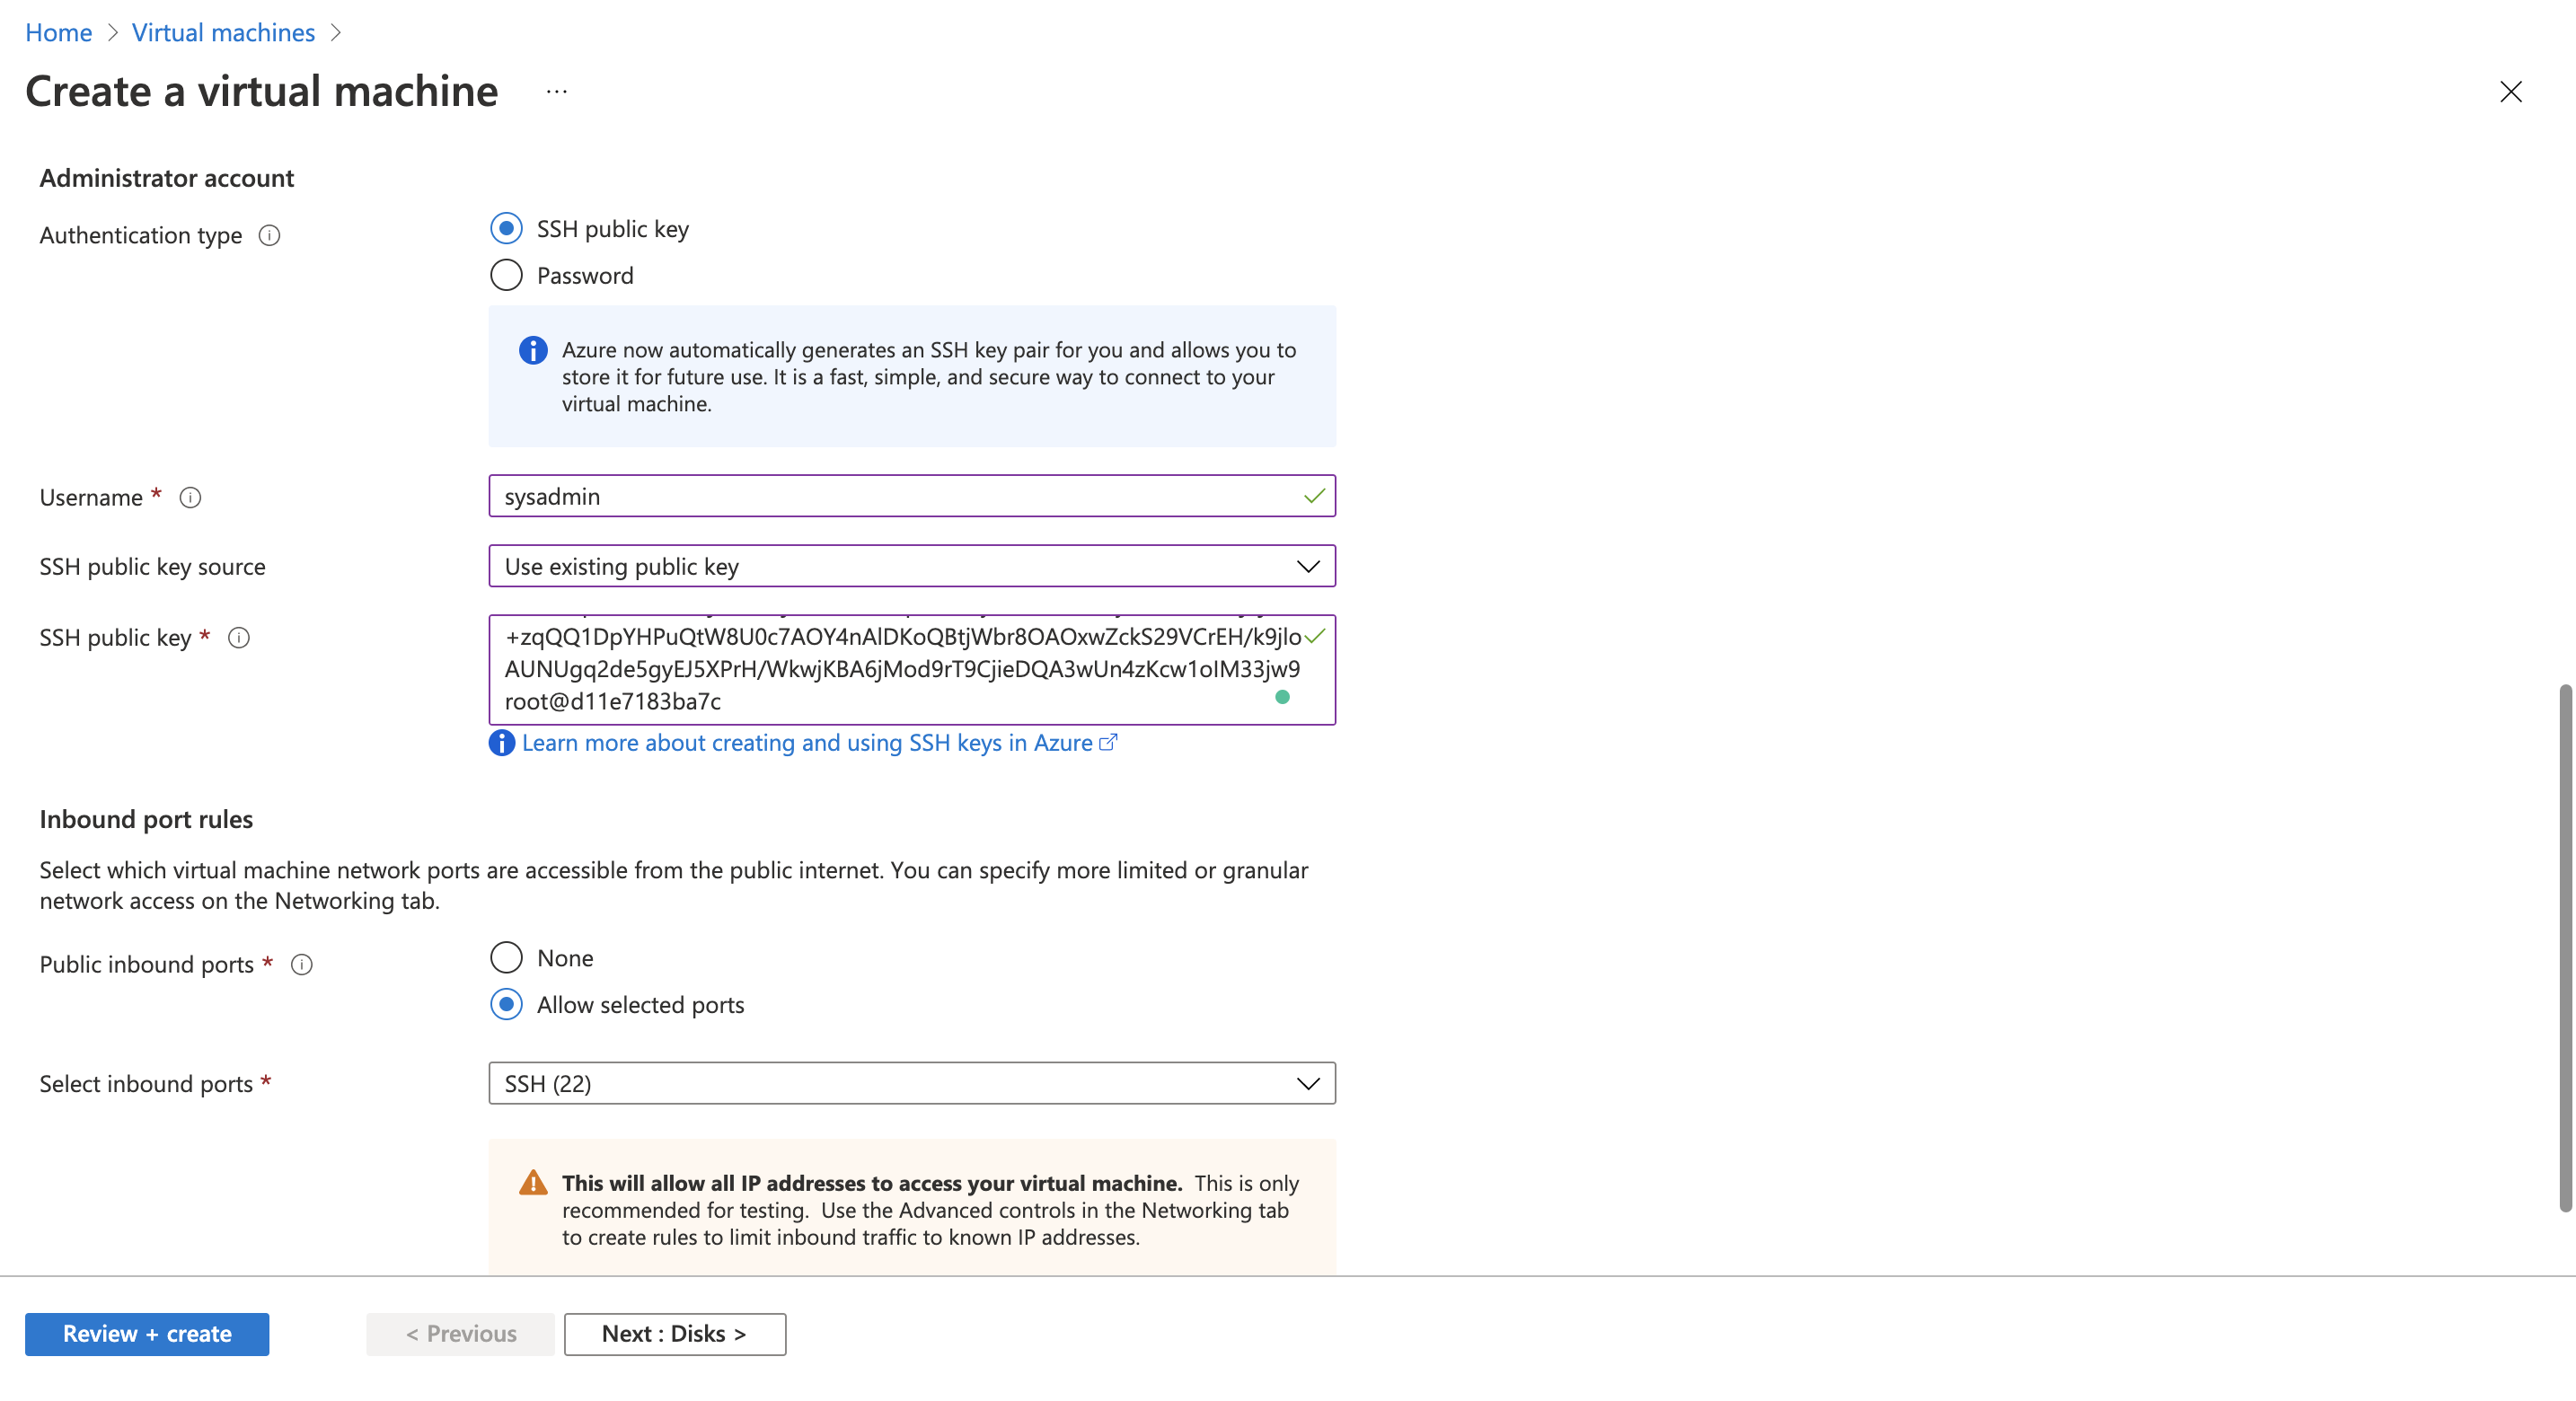 Home > Virtual machines >
Create a virtual machine ...
Administrator account
Authentication type
SSH public key
Password
Azure now automatically generates an SSH key pair for you and allows you to
store it for future use. It is a fast, simple, and secure way to connect to your
virtual machine.
Username *
sysadmin
SSH public key source
Use existing public key
SSH public key *
+zqQQ1DpYHPuQtW8U0c7AOY4nAlDKoQBtjWbr8OAOxwZckS29VCrEH/k9jlo
AUNUgq2de5gyEJ5XPrH/WkwjKBA6jMod9rT9CjieDQA3wUn4zKcw1oIM33jw9
root@d11e7183ba7c
Learn more about creating and using SSH keys in Azure
Inbound port rules
Select which virtual machine network ports are accessible from the public internet. You can specify more limited or granular
network access on the Networking tab.
Public inbound ports *
None
Allow selected ports
Select inbound ports *
SSH (22)
This will allow all IP addresses to access your virtual machine. This is only
recommended for testing. Use the Advanced controls in the Networking tab
to create rules to limit inbound traffic to known IP addresses.
Review + create
< Previous
Next : Disks >